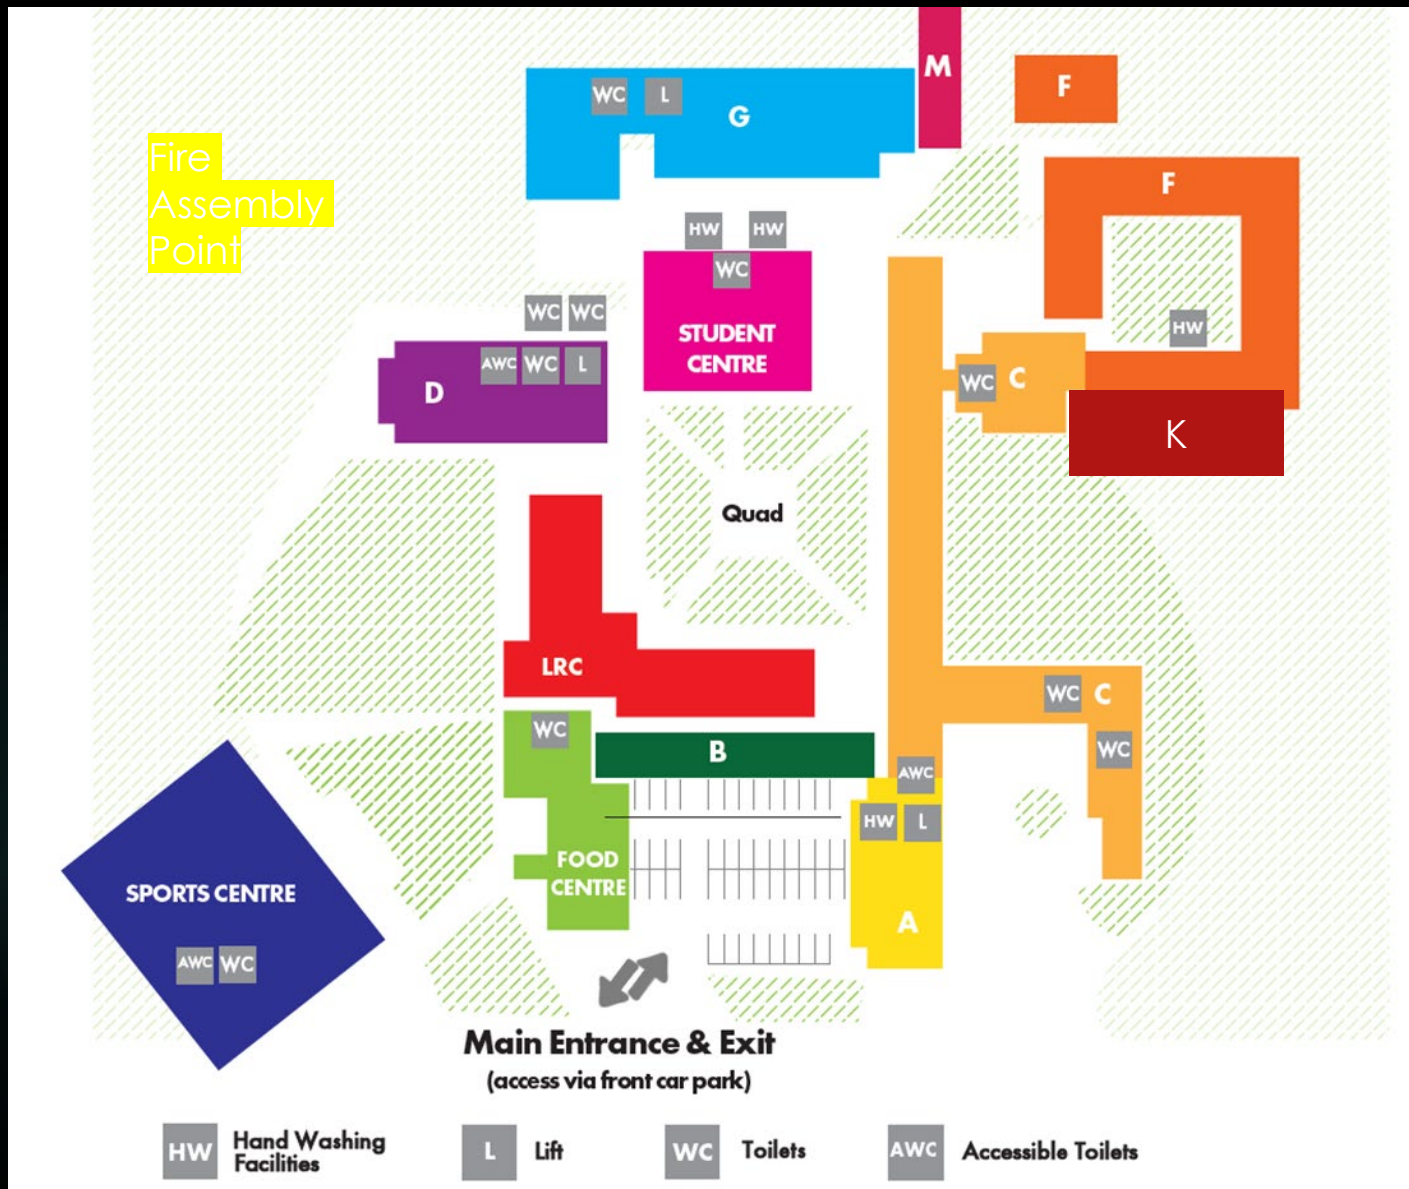 M
F
WC
L
G
Fire
Assembly
Point
F
HW
HW
WC
WC
WC
HW
STUDENT
CENTRE
AWC
WC
L
D
WC
C
K
Quad
LRC
WC
C
WC
B
WC
AWC
HW
L
FOOD
CENTRE
SPORTS CENTRE
A
AWC
WC
Main Entrance & Exit
(access via front car park)
HW
Hand Washing
Facilities
L
Lift
WC
Toilets
AWC
Accessible Toilets